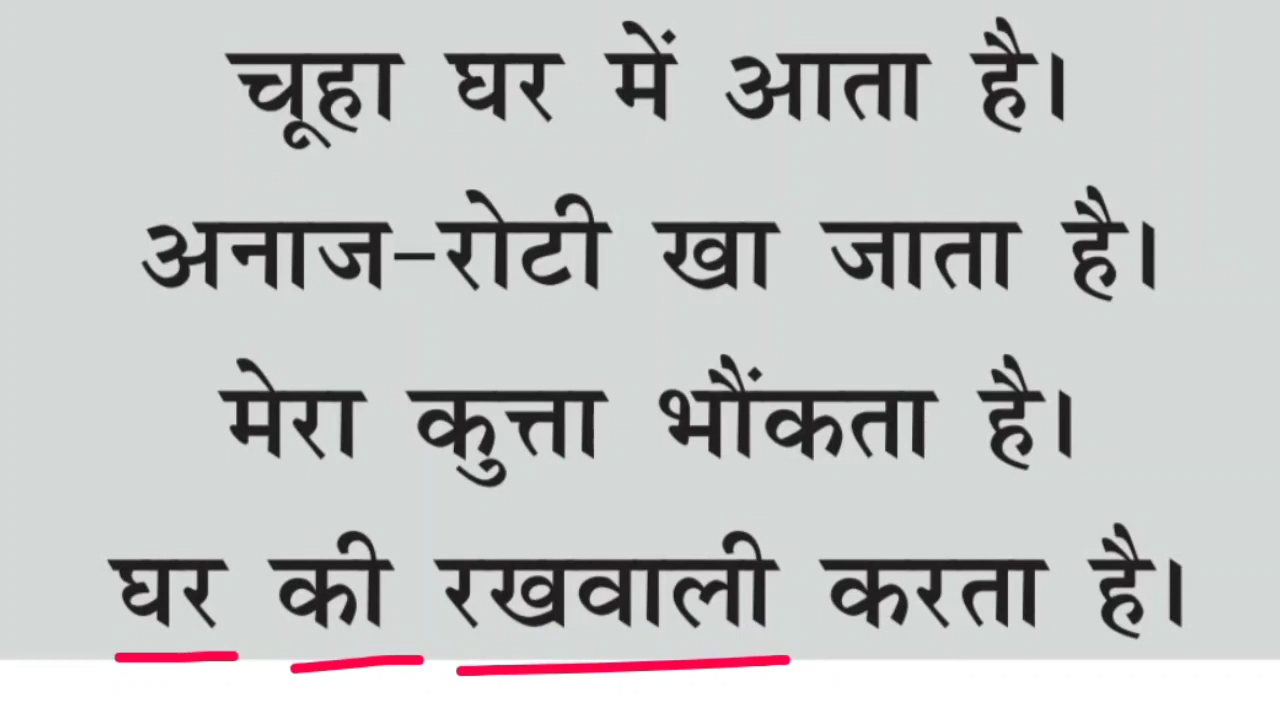 चूहा घर में आता है।
अनाज-रोटी खा जाता है।
मेरा कुत्ता भौंकता है।
घर की रखवाली करता है।